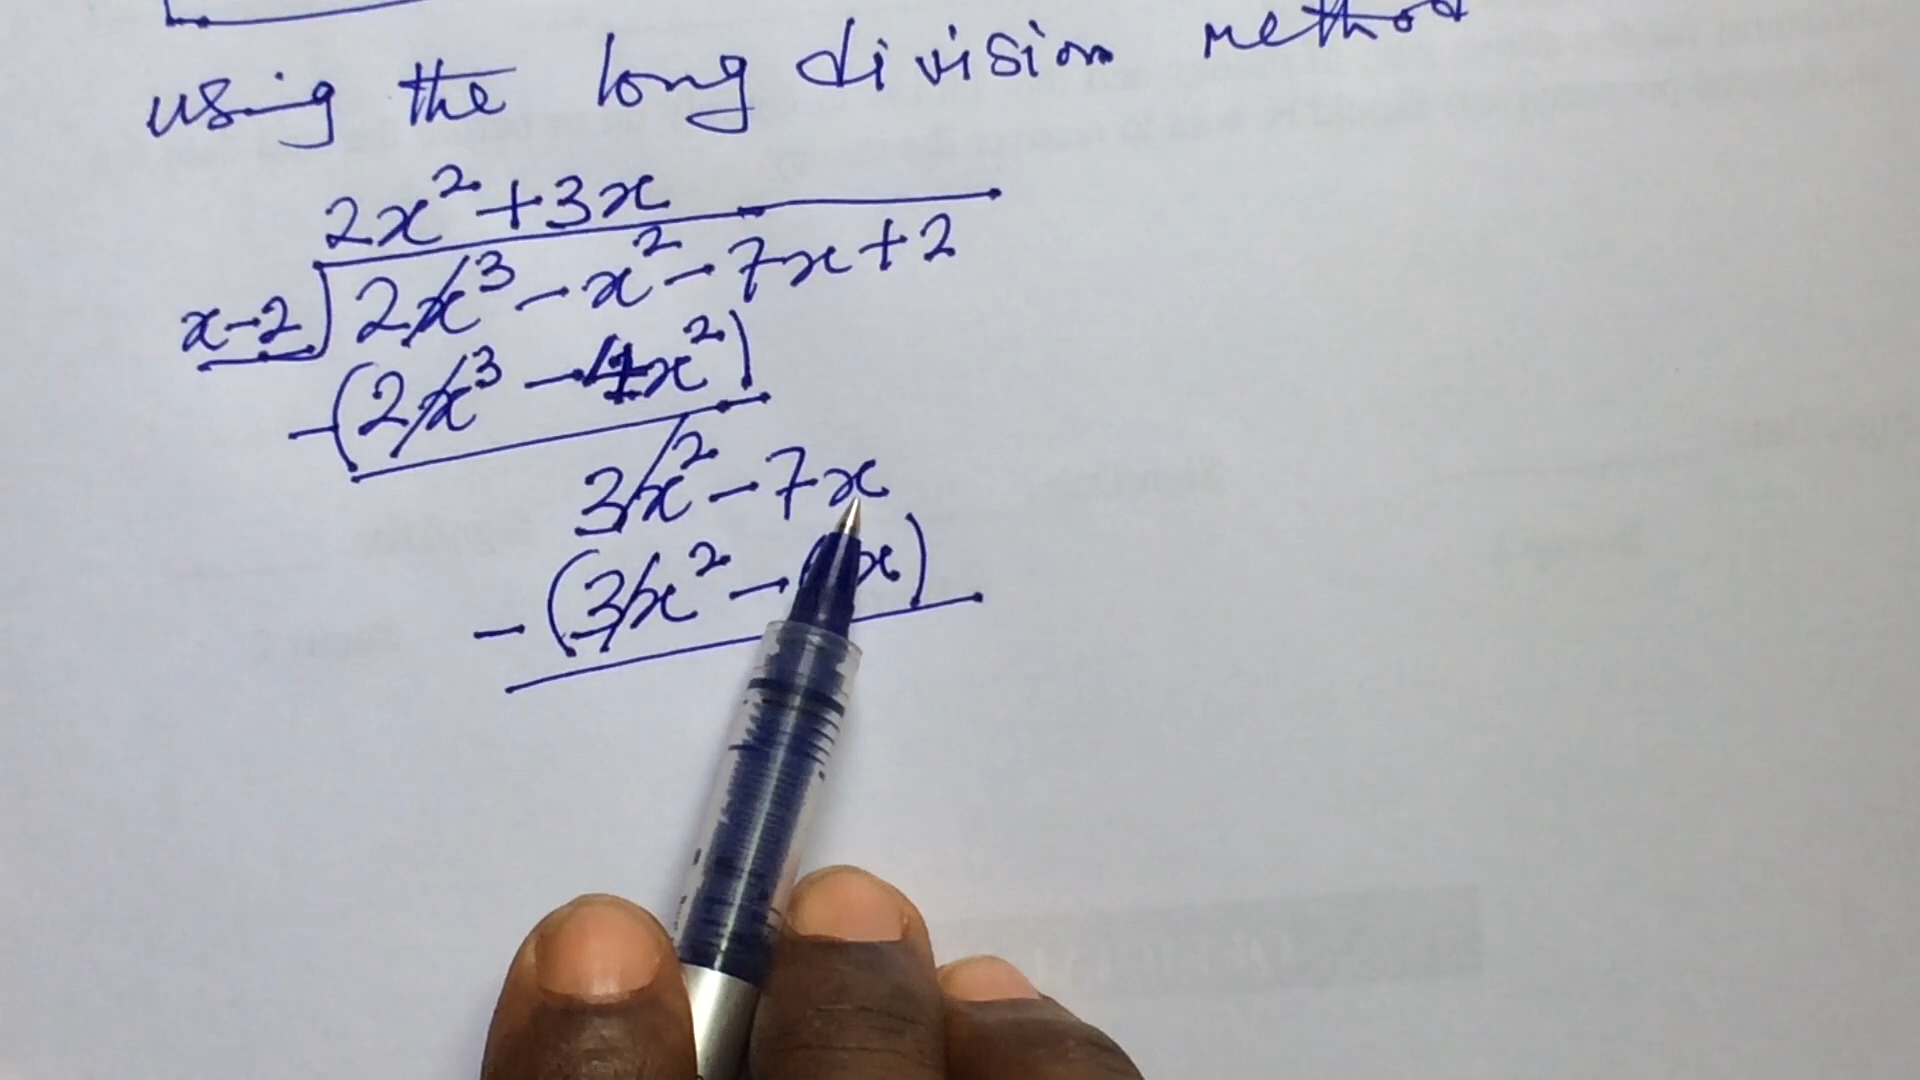 using the long division method
2x² + 3x
x-2 2x³ - x² - 7x + 2
-(2x³ - 4x²)
3x² - 7x
-(3x² - x)